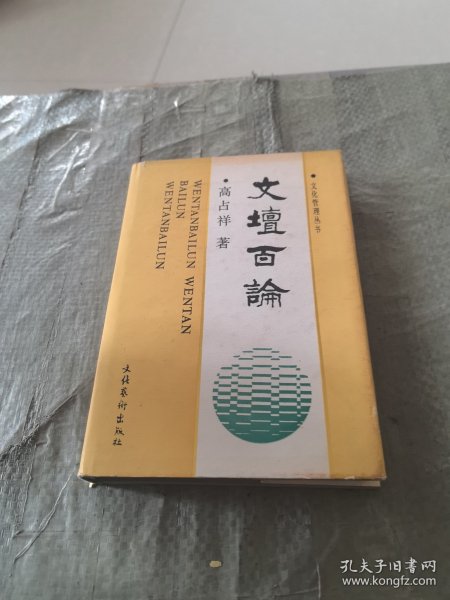 • 文化管理丛书
文壇百論
• 高占祥 著
WENTANBAILUN WENTAN
BAILUN
WENTANBAILUN
文化艺術出版社
孔夫子旧书网
www.kongfz.com